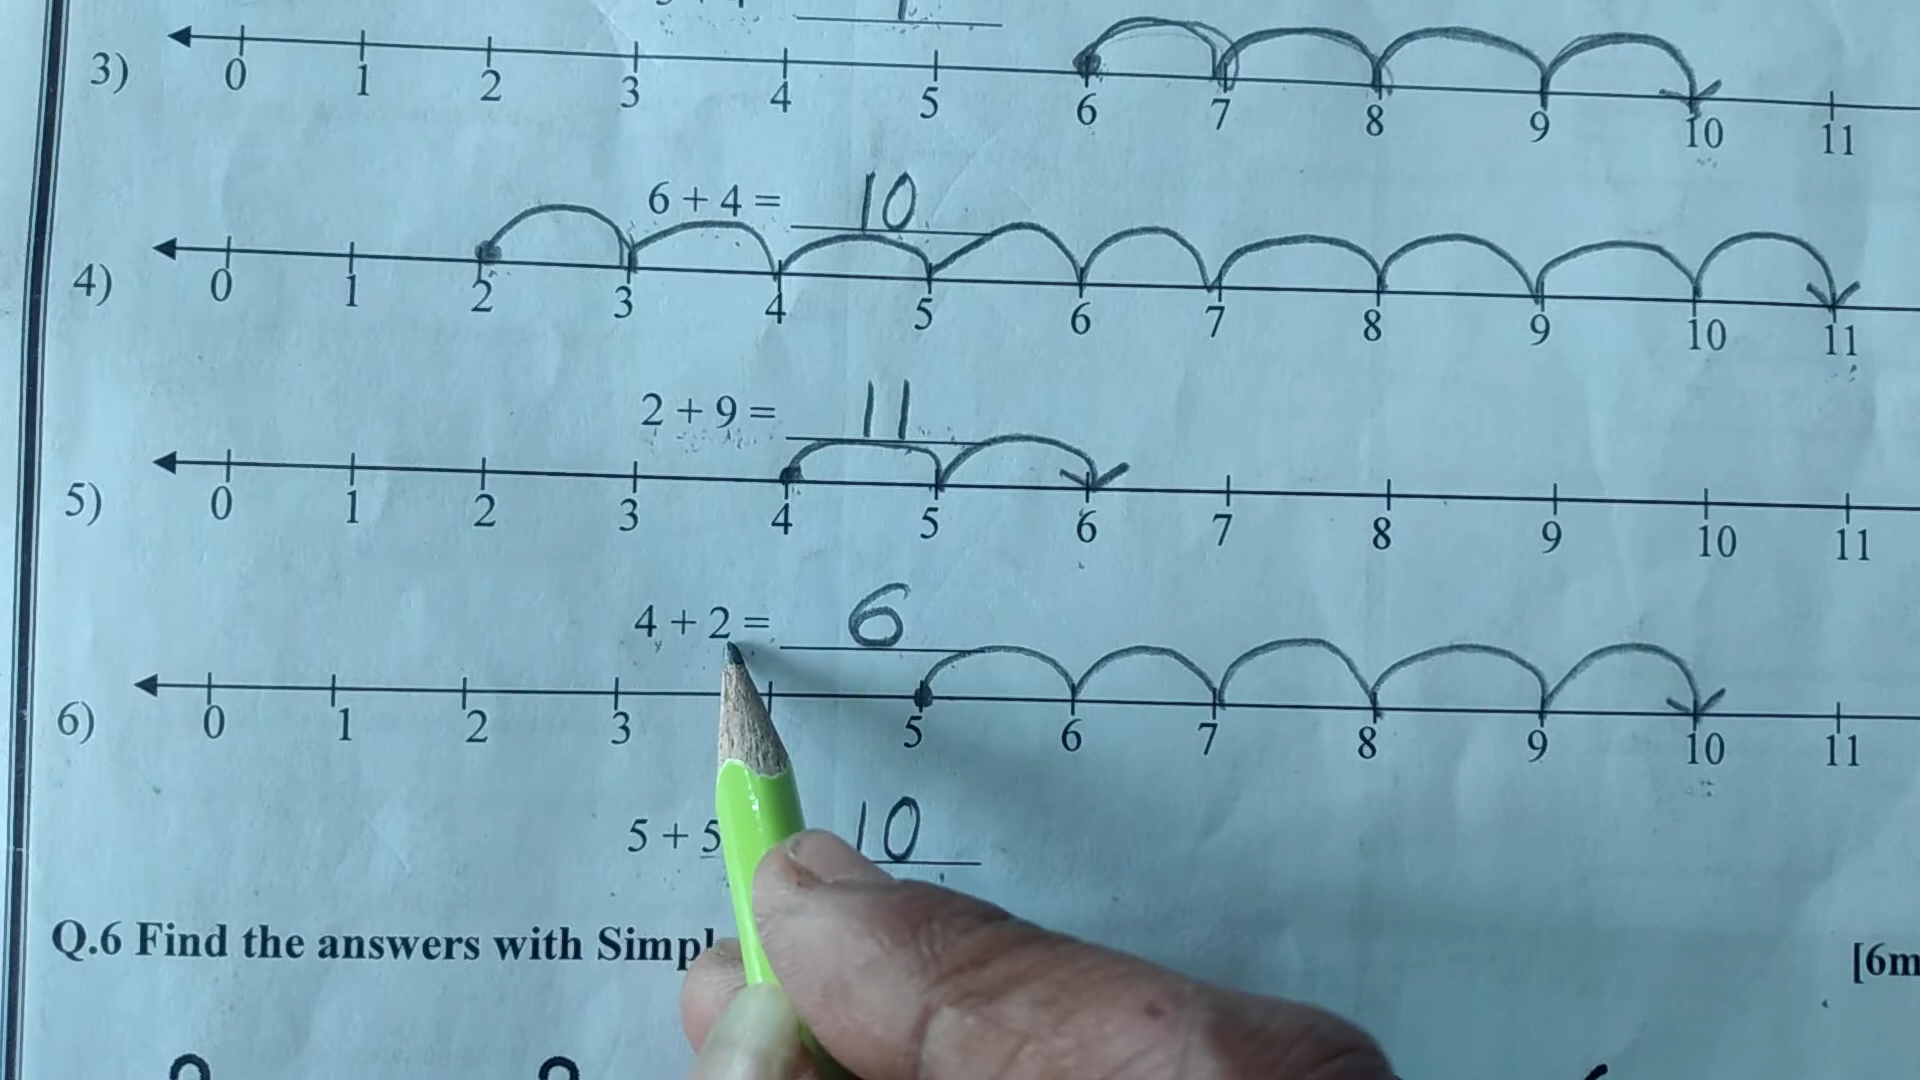 3) 0 1 2 3 4 5 6 7 8 9 10 11
6 + 4 = 10
4) 0 1 2 3 4 5 6 7 8 9 10 11
2 + 9 = 11
5) 0 1 2 3 4 5 6 7 8 9 10 11
4 + 2 = 6
6) 0 1 2 3 5 6 7 8 9 10 11
5 + 5 10
Q.6 Find the answers with [6m